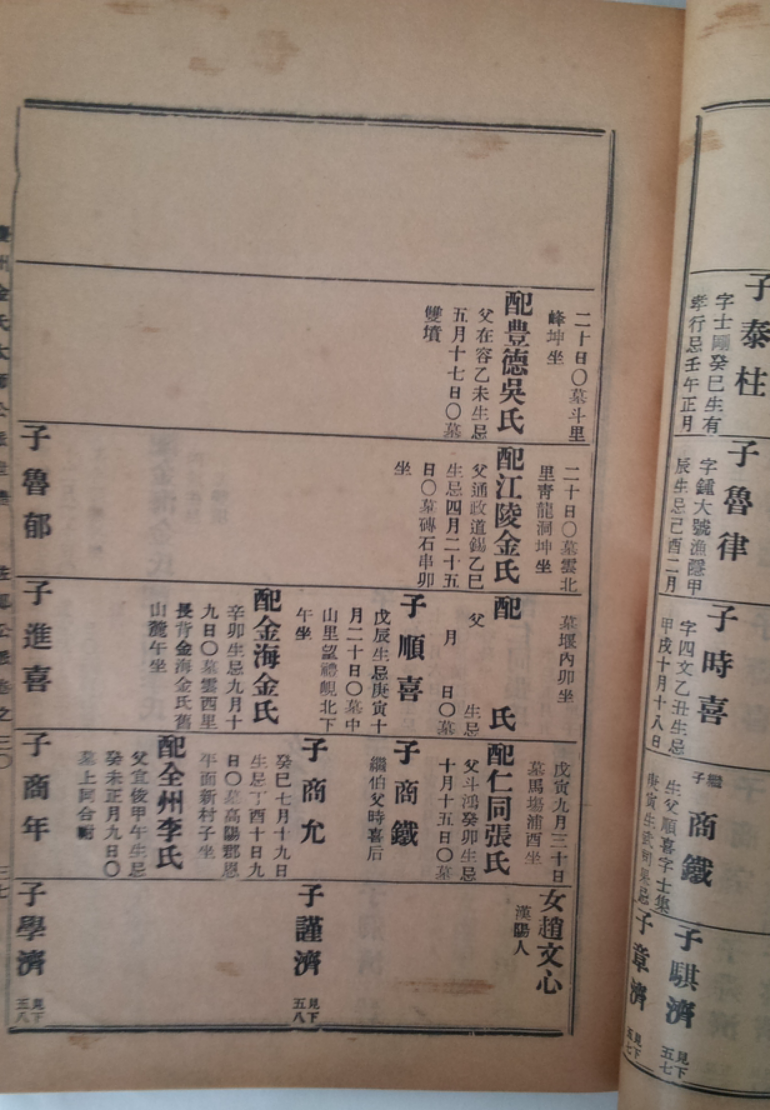 子泰柱
字士剛癸巳生有
孝行忌壬午正月
二十日〇墓斗里
峰坤坐
配豊德吳氏
父在容乙未生忌
五月十七日〇墓
雙墳
子魯律
字鍾大號漁隱甲
辰生忌己酉二月
二十日〇墓雲北
里靑龍洞坤坐
配江陵金氏
父通政道錫乙巳
生忌四月二十五
日〇墓磚石串卯
坐
子魯郁
子時喜
字四文乙丑生忌
甲戌十月十八日
墓堰內卯坐
配 氏
父 生忌
月 日〇墓
子順喜
戊辰生忌庚寅十
月二十日〇墓中
山里望禮峴北下
午坐
配金海金氏
辛卯生忌九月十
九日〇墓雲西里
長背金海金氏舊
山麓午坐
子進喜
繼子 商鐵
生父順喜字士集
庚寅生武科吳忌
戊寅九月三十日
墓馬塲浦酉坐
配仁同張氏
父斗鴻癸卯生忌
十月十五日〇墓
子商鐵
繼伯父時喜后
子商允
癸巳七月十九日
生忌丁酉十日九
日〇墓高陽郡恩
平面新村子坐
配全州李氏
父宜俊甲午生忌
癸未正月九日〇
墓上同合窆
子商年
子騏濟 見下五七
子章濟 見下五七
女趙文心
漢陽人
子謹濟 見下五八
子學濟 見下五八